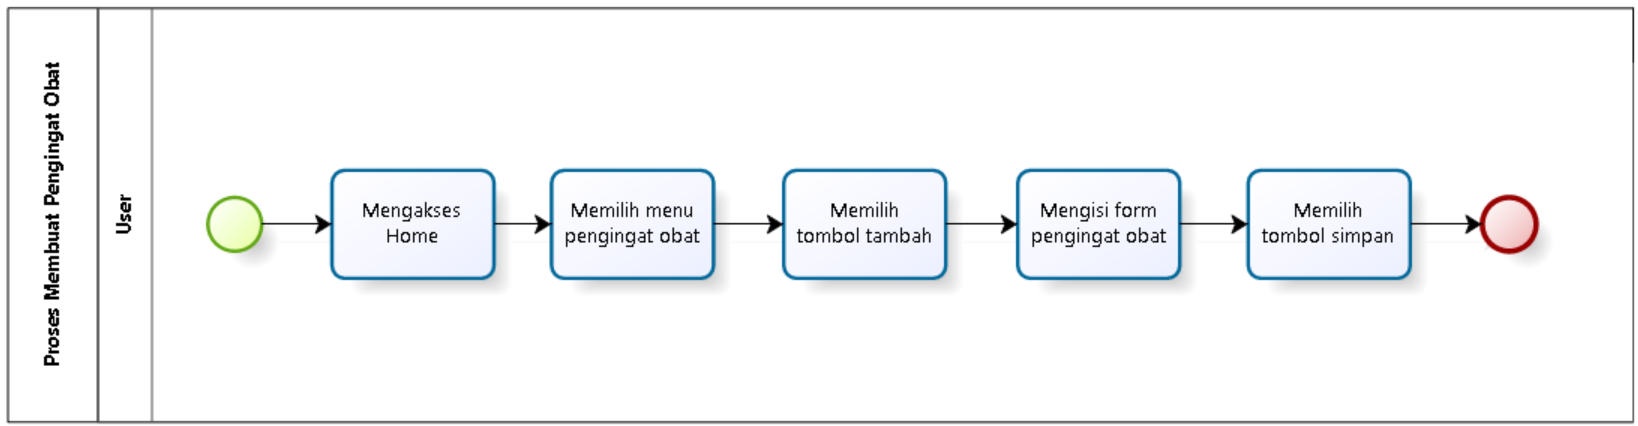 Proses Membuat Pengingat Obat
User
Mengakses
Home
Memilih menu
pengingat obat
Memilih
tombol tambah
Mengisi form
pengingat obat
Memilih
tombol simpan